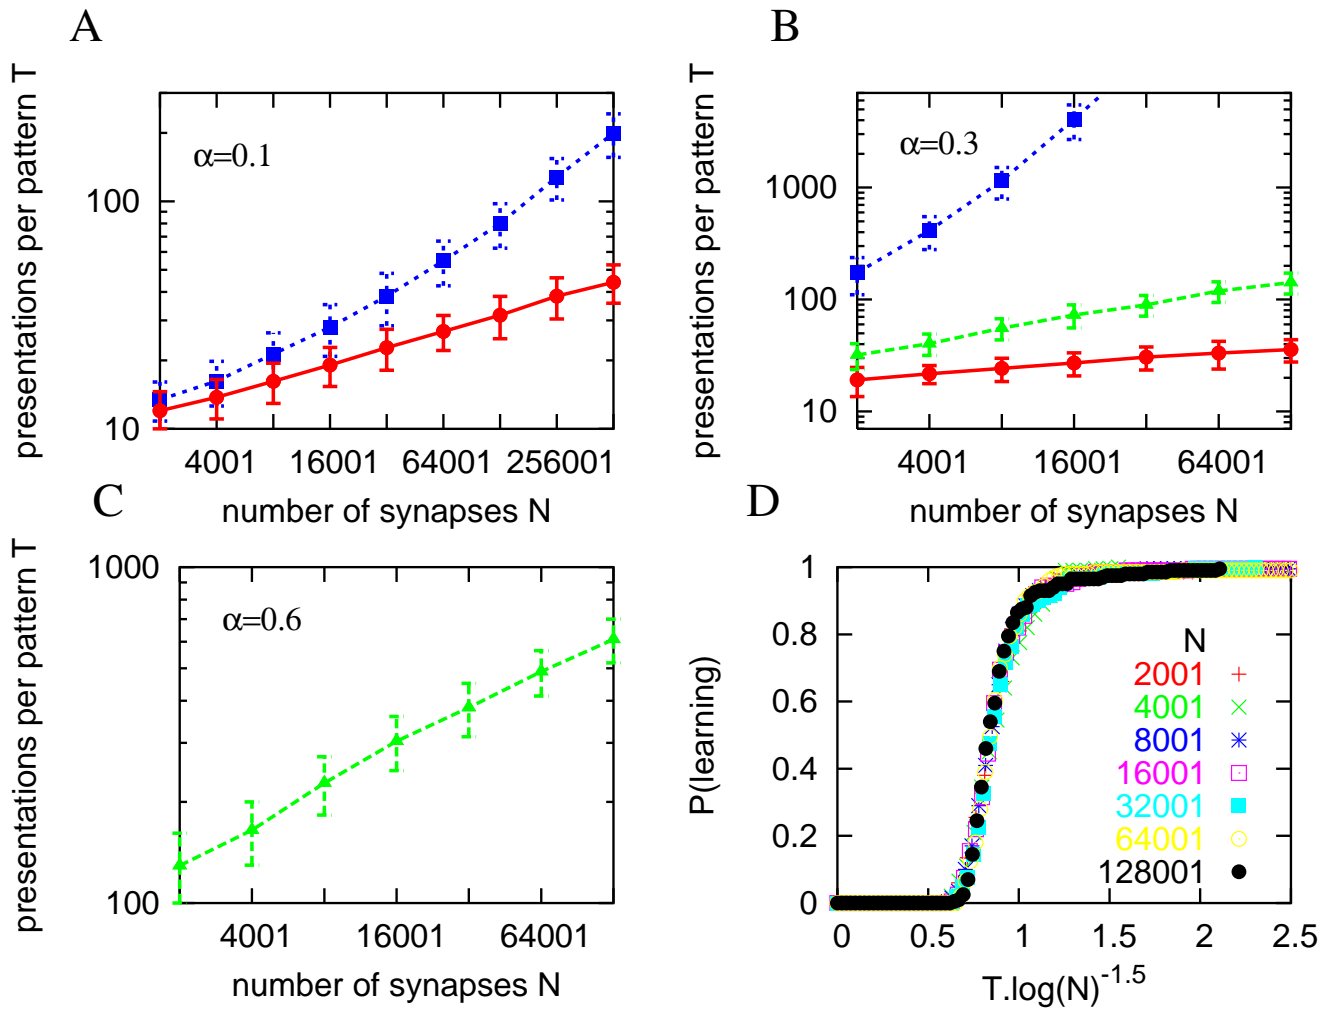 A
presentations per pattern T
α=0.1
100
10
4001 16001 64001 256001
number of synapses N
B
presentations per pattern T
α=0.3
1000
100
10
4001 16001 64001
number of synapses N
C
presentations per pattern T
1000
α=0.6
100
4001 16001 64001
number of synapses N
D
P(learning)
1
0.8
0.6
0.4
0.2
0
N
2001
4001
8001
16001
32001
64001
128001
0 0.5 1 1.5 2 2.5
T.log(N)^-1.5